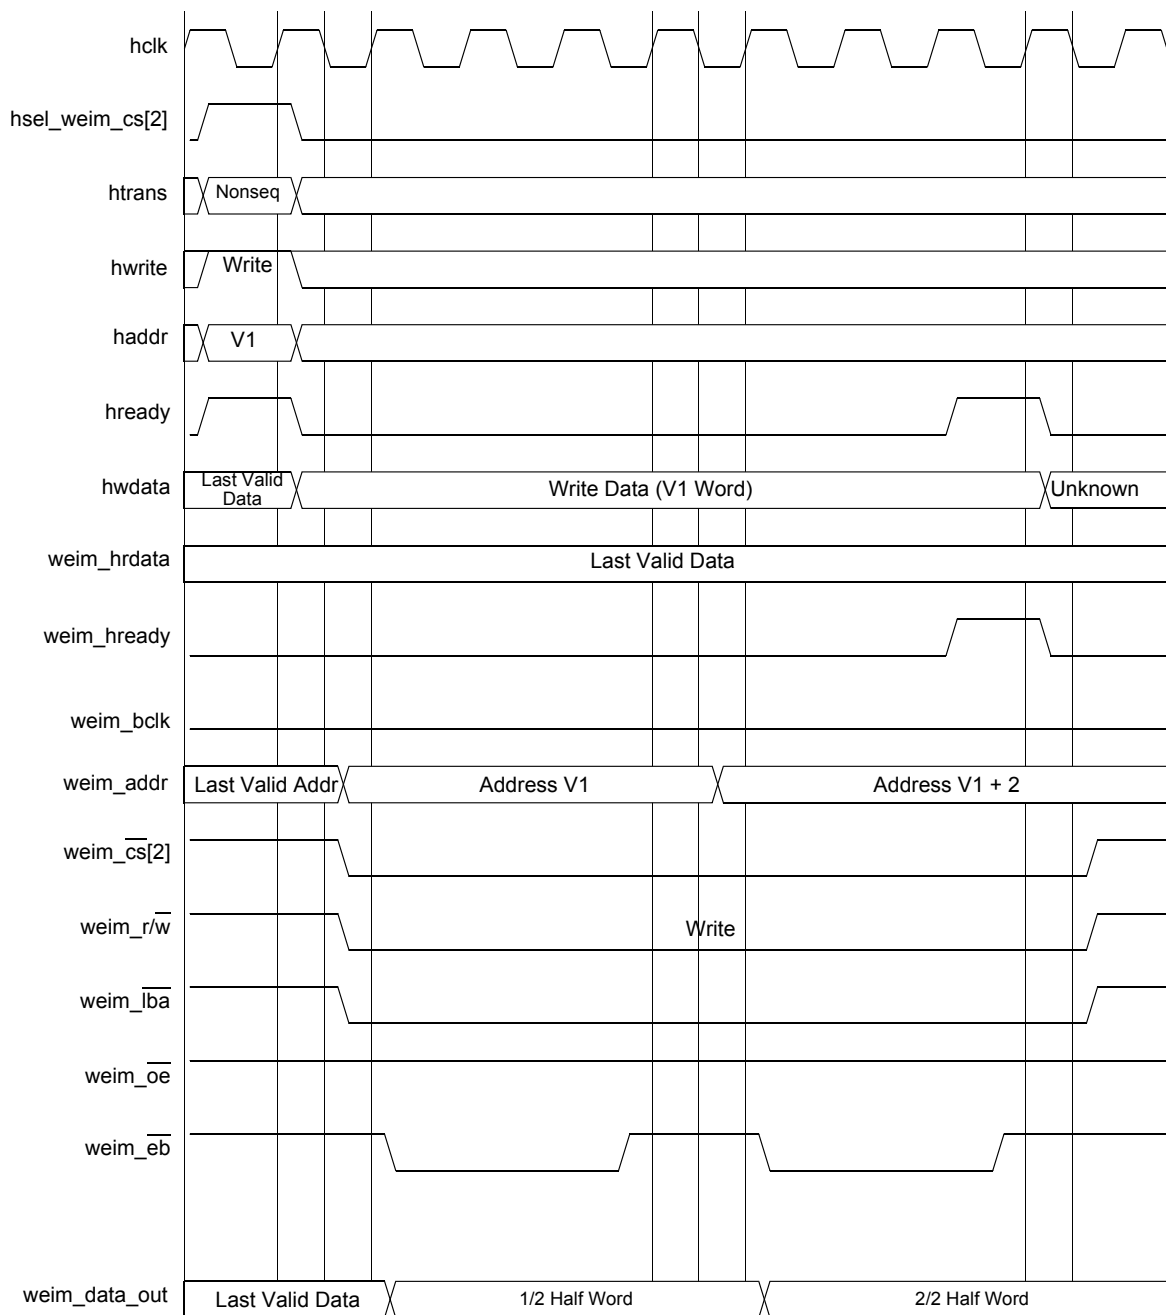 hclk
hsel_weim_cs[2]
htrans
Nonseq
hwrite
Write
haddr
V1
hready
hwdata
Last Valid
Data
Write Data (V1 Word)
Unknown
weim_hrdata
Last Valid Data
weim_hready
weim_bclk
weim_addr
Last Valid Addr
Address V1
Address V1 + 2
weim_cs[2]
weim_r/w
Write
weim_lba
weim_oe
weim_eb
weim_data_out
Last Valid Data
1/2 Half Word
2/2 Half Word